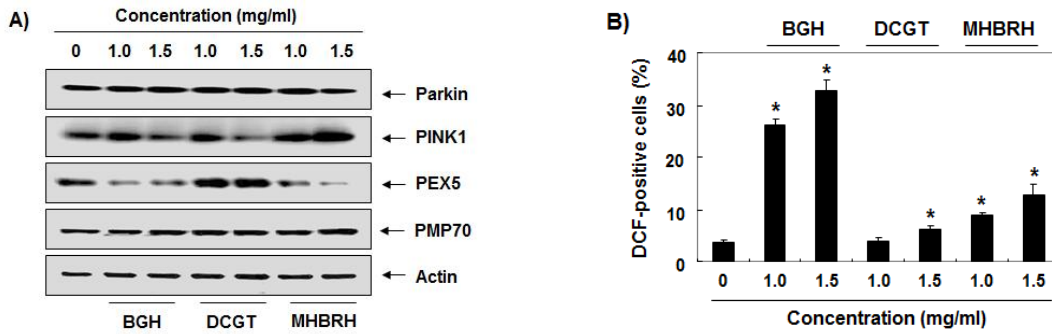 A)
Concentration (mg/ml)
0 1.0 1.5 1.0 1.5 1.0 1.5
Parkin
PINK1
PEX5
PMP70
Actin
BGH DCGT MHBRH
B)
BGH DCGT MHBRH
DCF-positive cells (%)
40
30
20
10
0
* * * * *
0 1.0 1.5 1.0 1.5 1.0 1.5
Concentration (mg/ml)